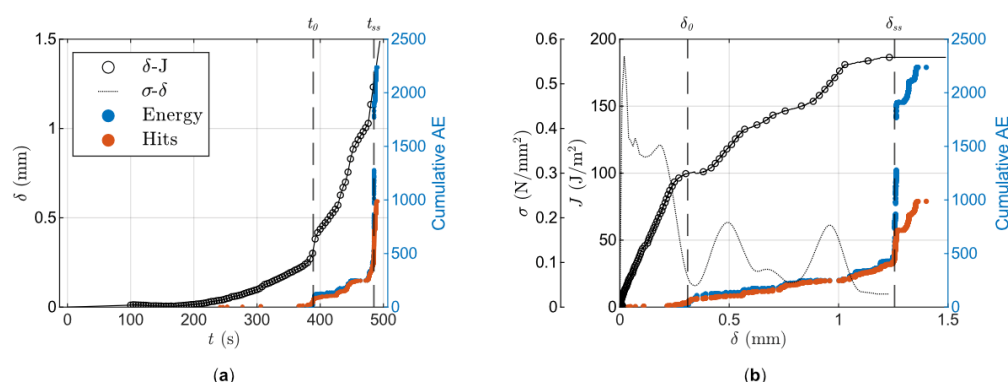 t₀
tₛₛ
δ₀
δₛₛ
1.5
2500
0.6
200
2500
δ-J
σ-δ
Energy
Hits
2000
0.5
2000
150
1
0.4
1500
1500
δ (mm)
Cumulative AE
σ (N/mm²)
0.3
J (J/m²)
100
Cumulative AE
1000
1000
0.5
0.2
50
500
0.1
500
0
0
0
0
0
0
100
200
300
400
500
0
0.5
1
1.5
t (s)
δ (mm)
(a)
(b)